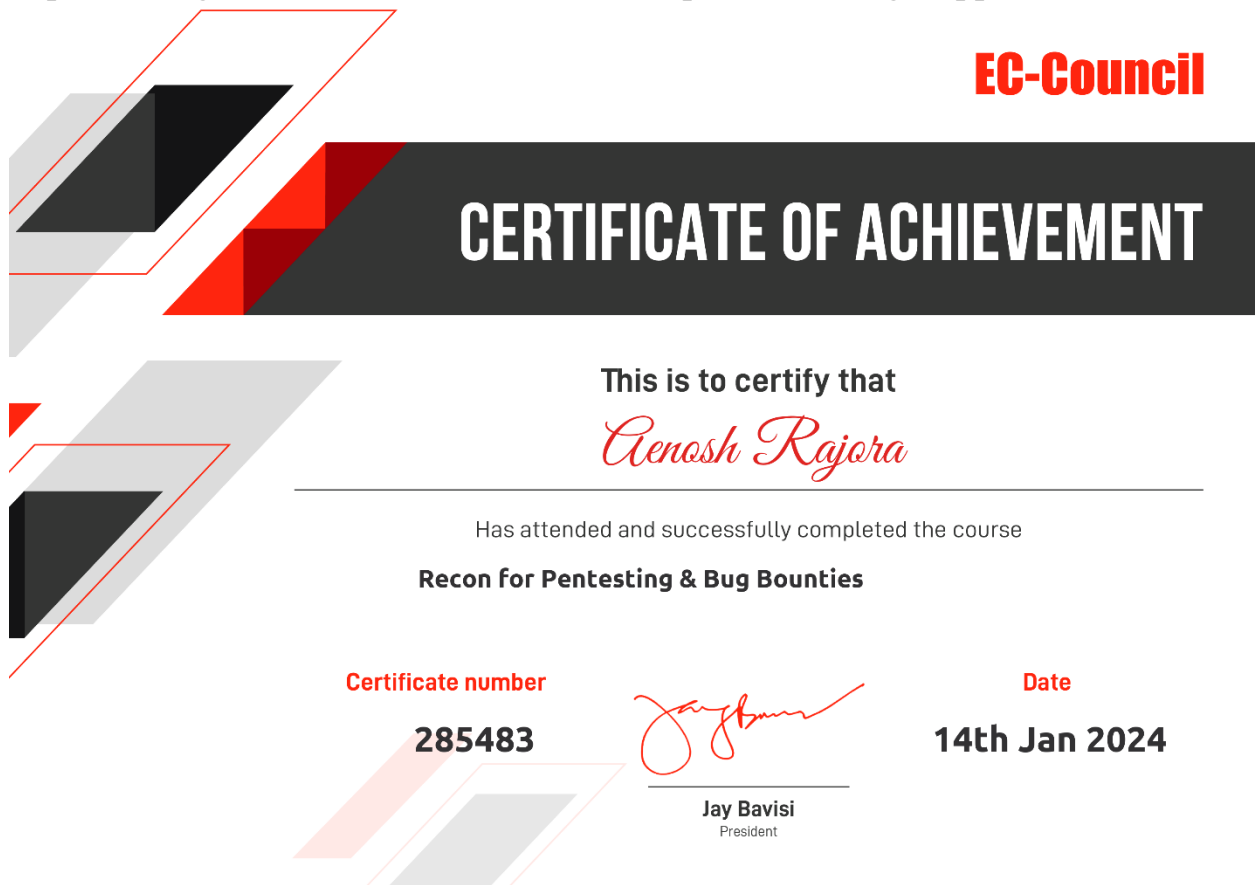 EC-Council
CERTIFICATE OF ACHIEVEMENT
This is to certify that
Aenosh Rajora
Has attended and successfully completed the course
Recon for Pentesting & Bug Bounties
Certificate number
Date
285483
14th Jan 2024
Jay Bavisi
President